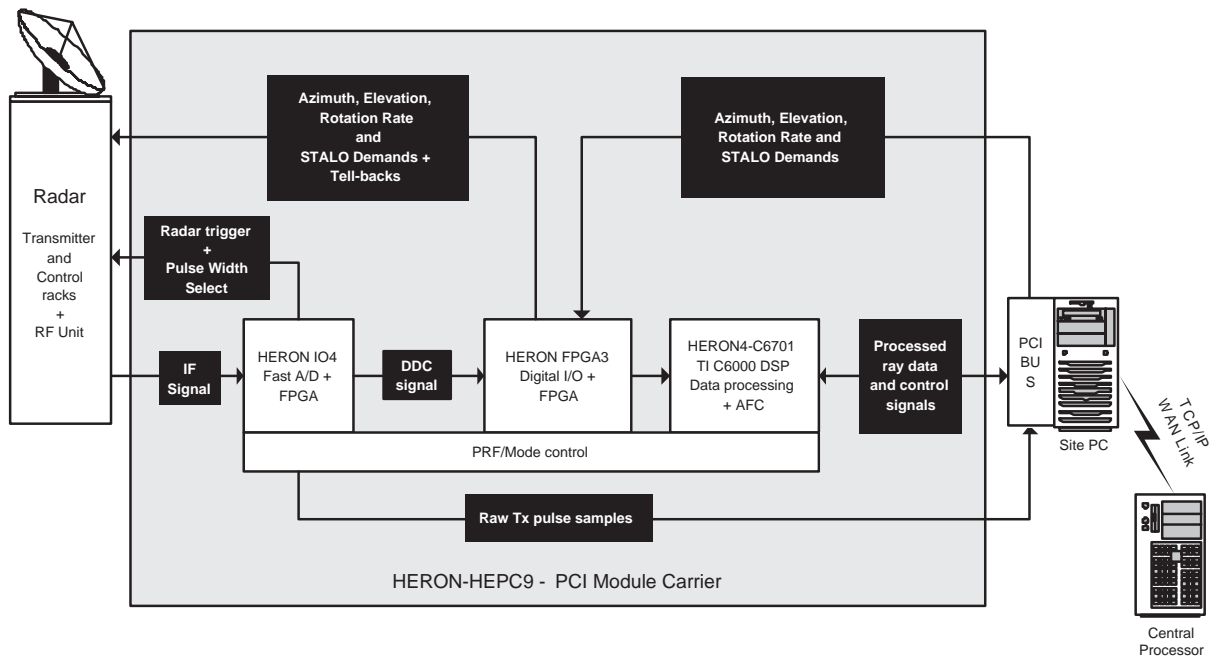 Azimuth, Elevation,
Rotation Rate
and
STALO Demands +
Tell-backs
Azimuth, Elevation,
Rotation Rate and
STALO Demands
Radar
Transmitter
and
Control
racks
+
RF Unit
Radar trigger
+
Pulse Width
Select
IF
Signal
HERON IO4
Fast A/D +
FPGA
DDC
signal
HERON FPGA3
Digital I/O +
FPGA
HERON4-C6701
TI C6000 DSP
Data processing
+ AFC
Processed
ray data
and control
signals
PCI
BU
S
Site PC
TCP/IP
WAN Link
PRF/Mode control
Raw Tx pulse samples
HERON-HEPC9 - PCI Module Carrier
Central
Processor